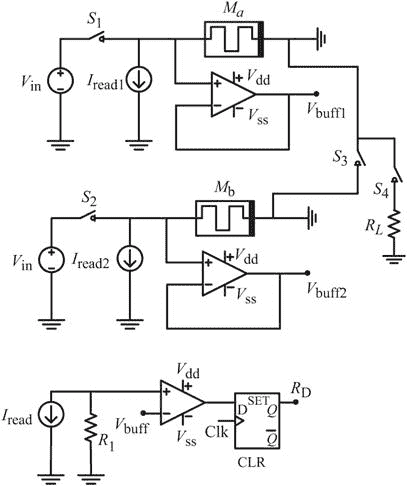 S1
Ma
Vin
Iread1
+
−
Vdd
Vss
Vbuff1
S3
S4
RL
S2
Mb
Vin
Iread2
+
−
Vdd
Vss
Vbuff2
Iread
R1
Vbuff
+
−
Vdd
Vss
Clk
D
SET
Q
Q̅
CLR
RD